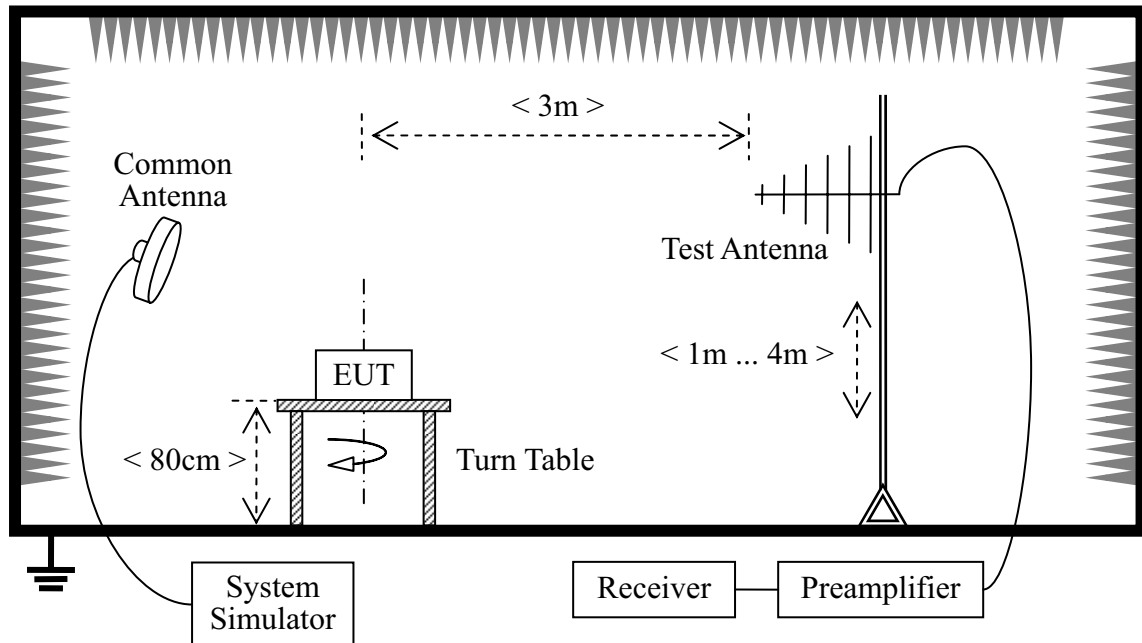 < 3m >
Common
Antenna
Test Antenna
< 1m ... 4m >
EUT
< 80cm >
Turn Table
System
Simulator
Receiver
Preamplifier